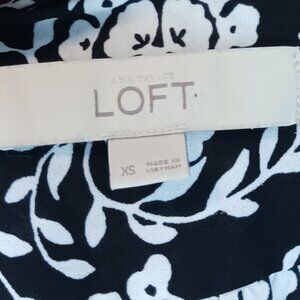 ANN TAYLOR
LOFT
XS
MADE IN
VIETNAM